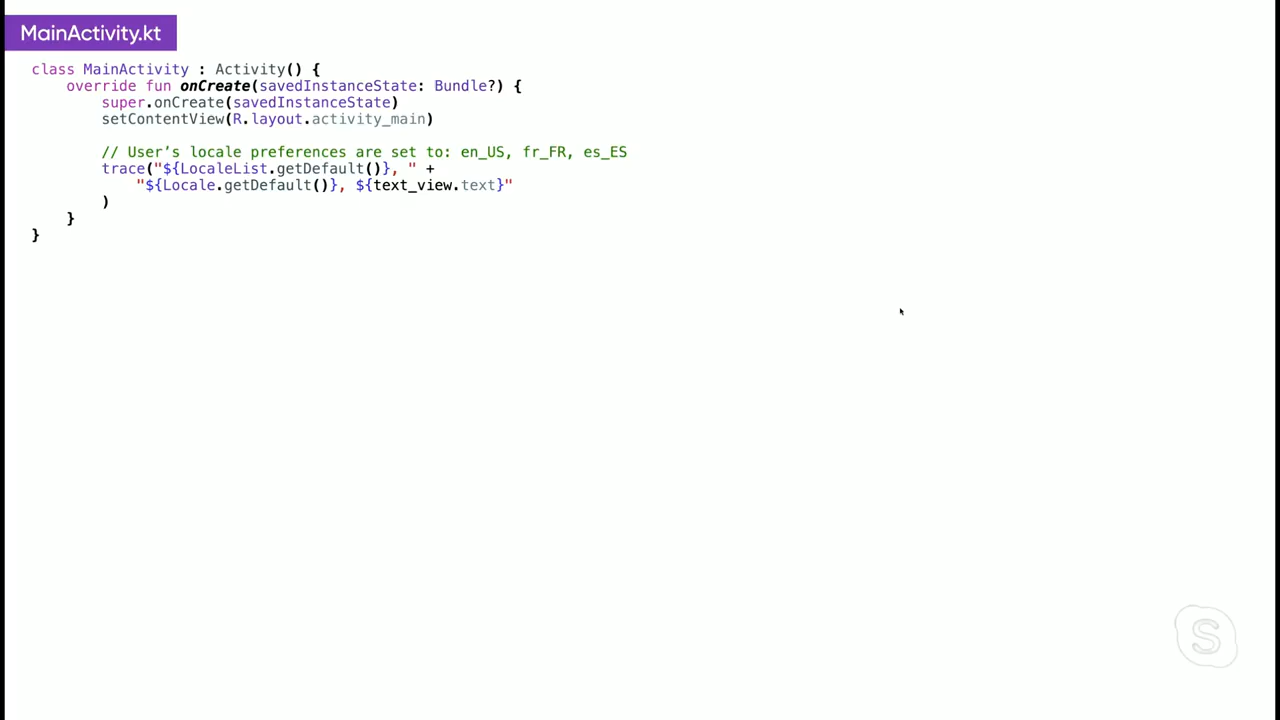 MainActivity.kt
class MainActivity : Activity() {
override fun onCreate(savedInstanceState: Bundle?) {
super.onCreate(savedInstanceState)
setContentView(R.layout.activity_main)
// User’s locale preferences are set to: en_US, fr_FR, es_ES
trace("${LocaleList.getDefault()}, " +
"${Locale.getDefault()}, ${text_view.text}"
)
}
}
S